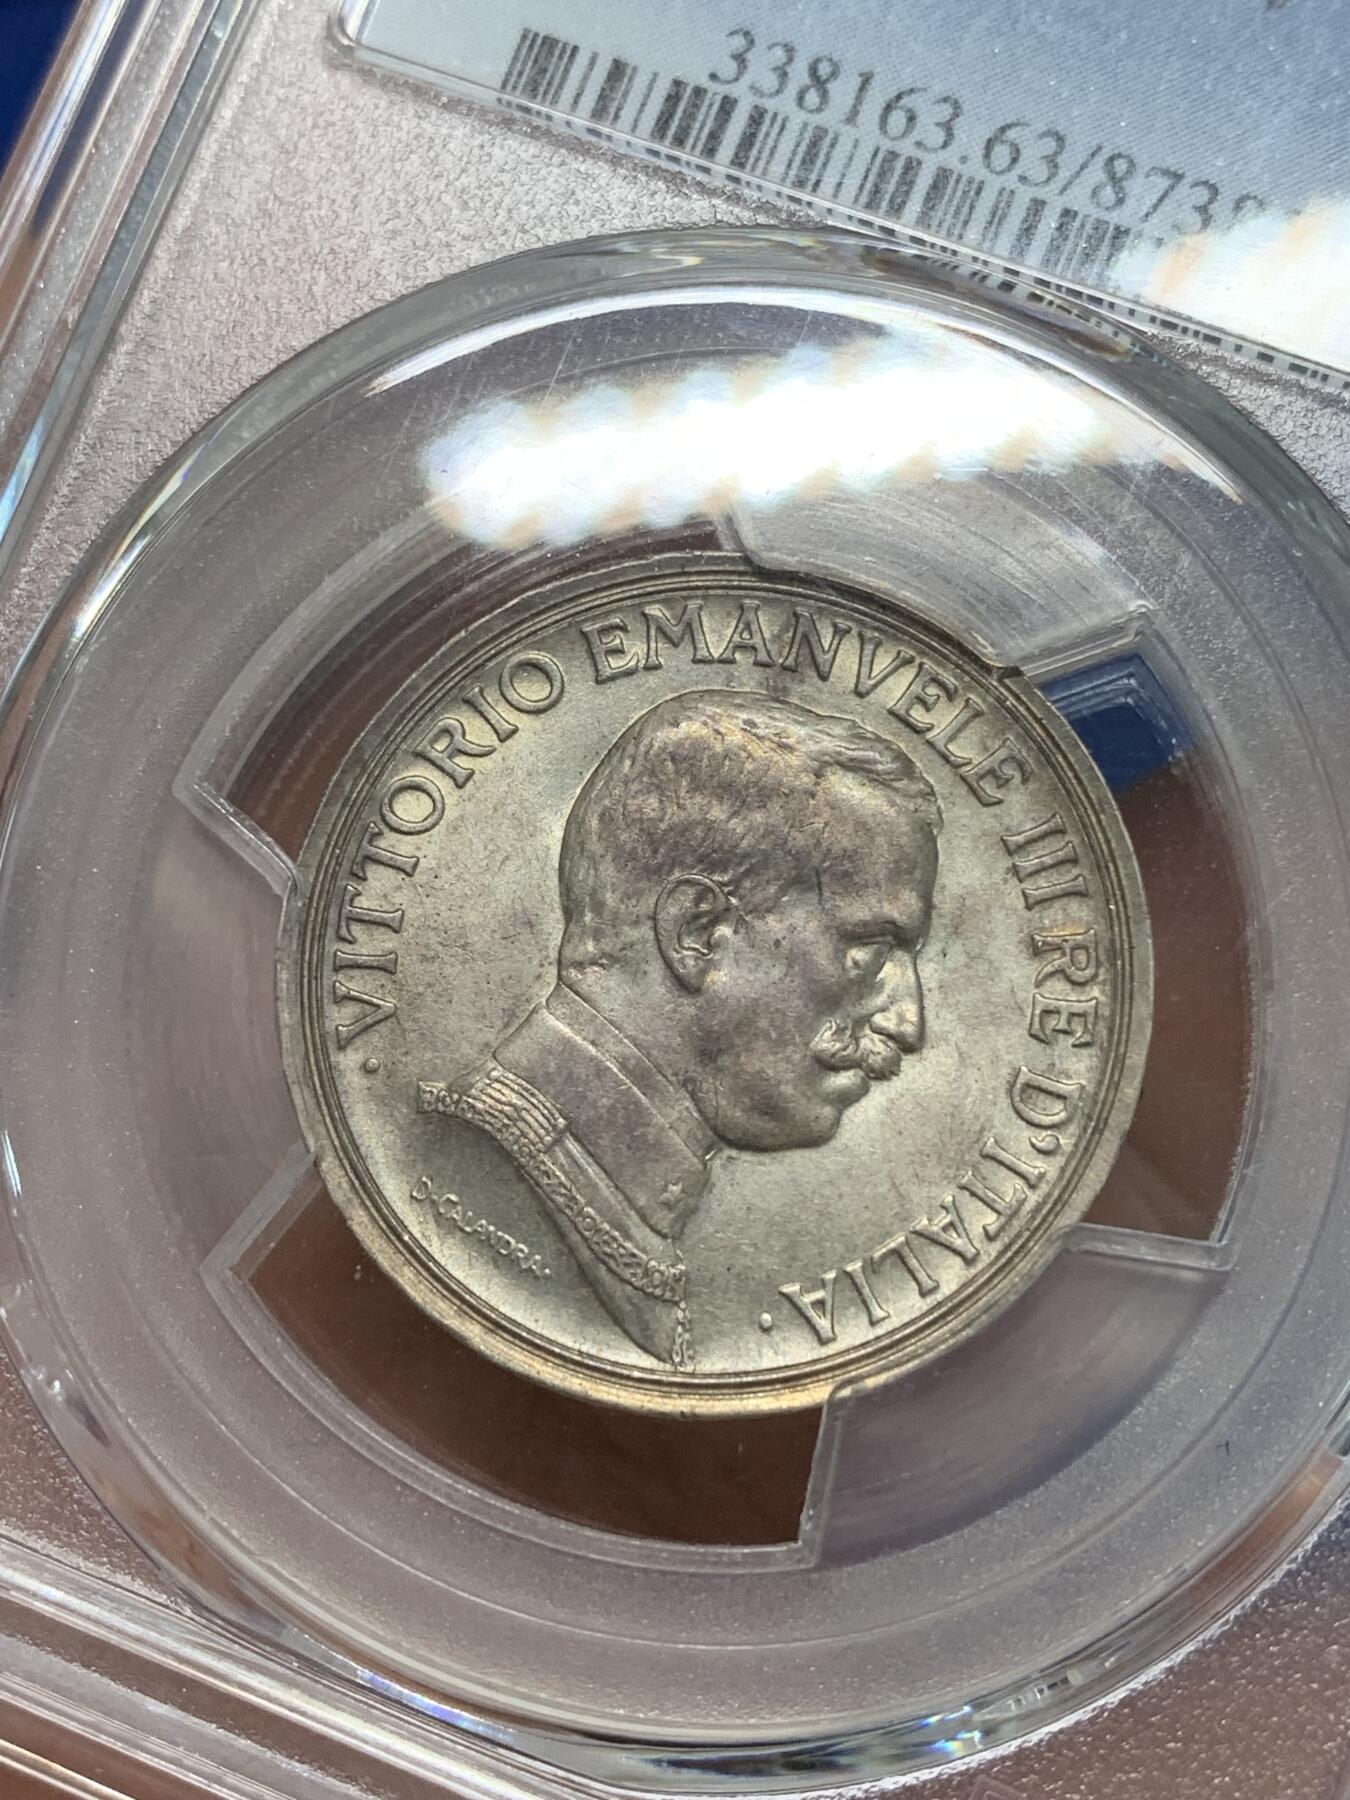 338163.63/873
· VITTORIO EMANVELE III RE D'ITALIA ·
D·CALANDRA·